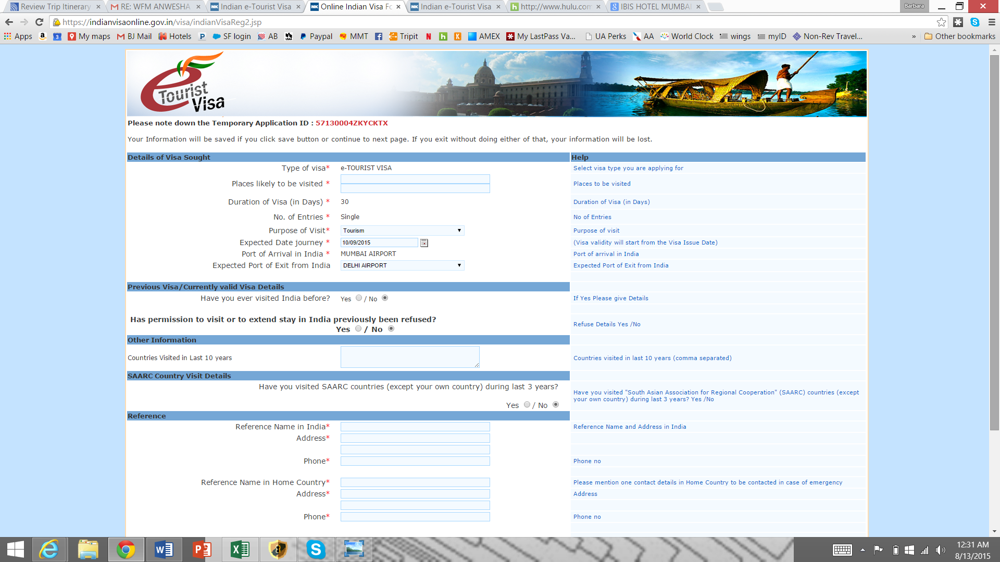 Review Trip Itinerary
RE: WFM ANWESHA
Indian e-Tourist Visa
Online Indian Visa Fo
Indian e-Tourist Visa
http://www.hulu.com
IBIS HOTEL MUMBAI
Barbara
https://indianvisaonline.gov.in/visa/indianVisaReg2.jsp
Apps
My maps
BJ Mail
Hotels
SF login
AB
Paypal
MMT
Tripit
AMEX
My LastPass Va...
UA Perks
AA
World Clock
wings
myID
Non-Rev Travel...
»
Other bookmarks
e Tourist Visa
Please note down the Temporary Application ID : 57130004ZKYCKTX
Your Information will be saved if you click save button or continue to next page. If you exit without doing either of that, your information will be lost.
Details of Visa Sought Help
Type of visa* e-TOURIST VISA Select visa type you are applying for
Places likely to be visited * Places to be visited
Duration of Visa (in Days) * 30 Duration of Visa (in Days)
No. of Entries * Single No of Entries
Purpose of Visit* Tourism Purpose of visit
Expected Date journey * 10/09/2015 (Visa validity will start from the Visa Issue Date)
Port of Arrival in India * MUMBAI AIRPORT Port of arrival in India
Expected Port of Exit from India DELHI AIRPORT Expected Port of Exit from India
Previous Visa/Currently valid Visa Details
Have you ever visited India before? Yes / No If Yes Please give Details
Has permission to visit or to extend stay in India previously been refused?
Yes / No Refuse Details Yes /No
Other Information
Countries Visited in Last 10 years Countries visited in last 10 years (comma separated)
SAARC Country Visit Details
Have you visited SAARC countries (except your own country) during last 3 years?
Yes / No
Have you visited "South Asian Association for Regional Cooperation" (SAARC) countries (except
your own country) during last 3 years? Yes /No
Reference
Reference Name in India* Reference Name and Address in India
Address*
Phone* Phone no
Reference Name in Home Country* Please mention one contact details in Home Country to be contacted in case of emergency
Address* Address
Phone* Phone no
12:31 AM
8/13/2015